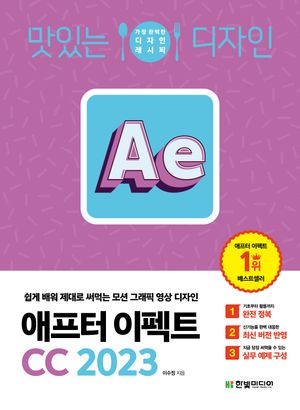 맛있는
가장 완벽한
디자인
레시피
디자인
Ae
쉽게 배워 제대로 써먹는 모션 그래픽 영상 디자인
애프터 이펙트
CC 2023
이수정 지음
애프터 이펙트
1위
베스트셀러
1 기초부터 활용까지
완전 정복
2 신기능을 완벽 대응한
최신 버전 반영
3 지금 당장 써먹을 수 있는
실무 예제 구성
한빛미디어